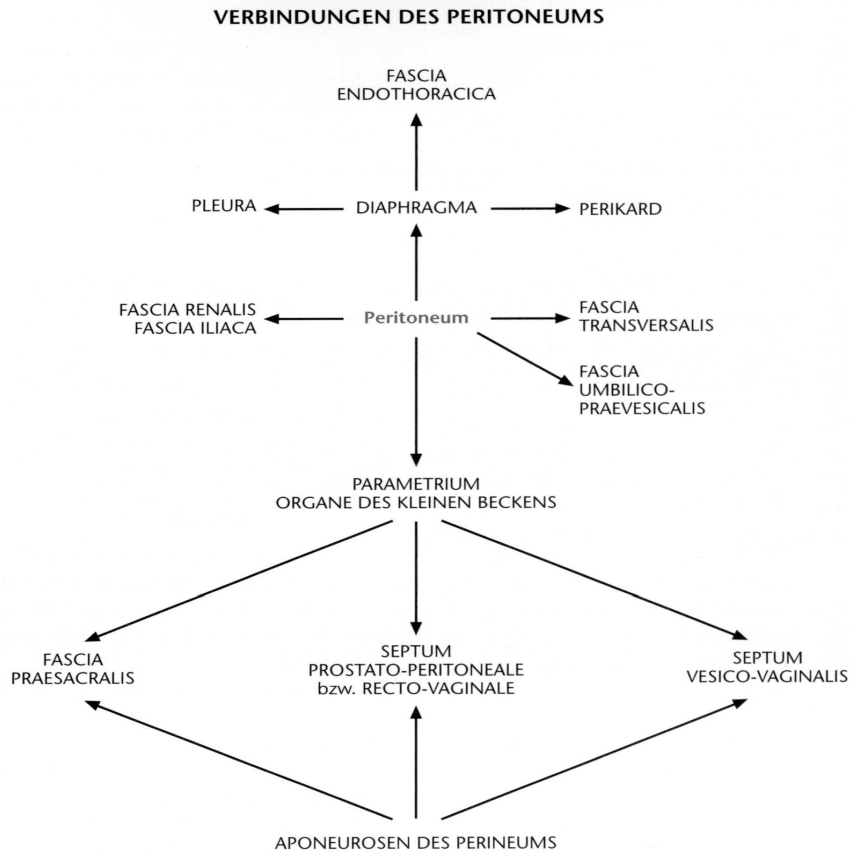 VERBINDUNGEN DES PERITONEUMS
FASCIA
ENDOTHORACICA
PLEURA
DIAPHRAGMA
PERIKARD
FASCIA RENALIS
FASCIA ILIACA
Peritoneum
FASCIA
TRANSVERSALIS
FASCIA
UMBILICO-
PRAEVESICALIS
PARAMETRIUM
ORGANE DES KLEINEN BECKENS
FASCIA
PRAESACRALIS
SEPTUM
PROSTATO-PERITONEALE
bzw. RECTO-VAGINALE
SEPTUM
VESICO-VAGINALIS
APONEUROSEN DES PERINEUMS